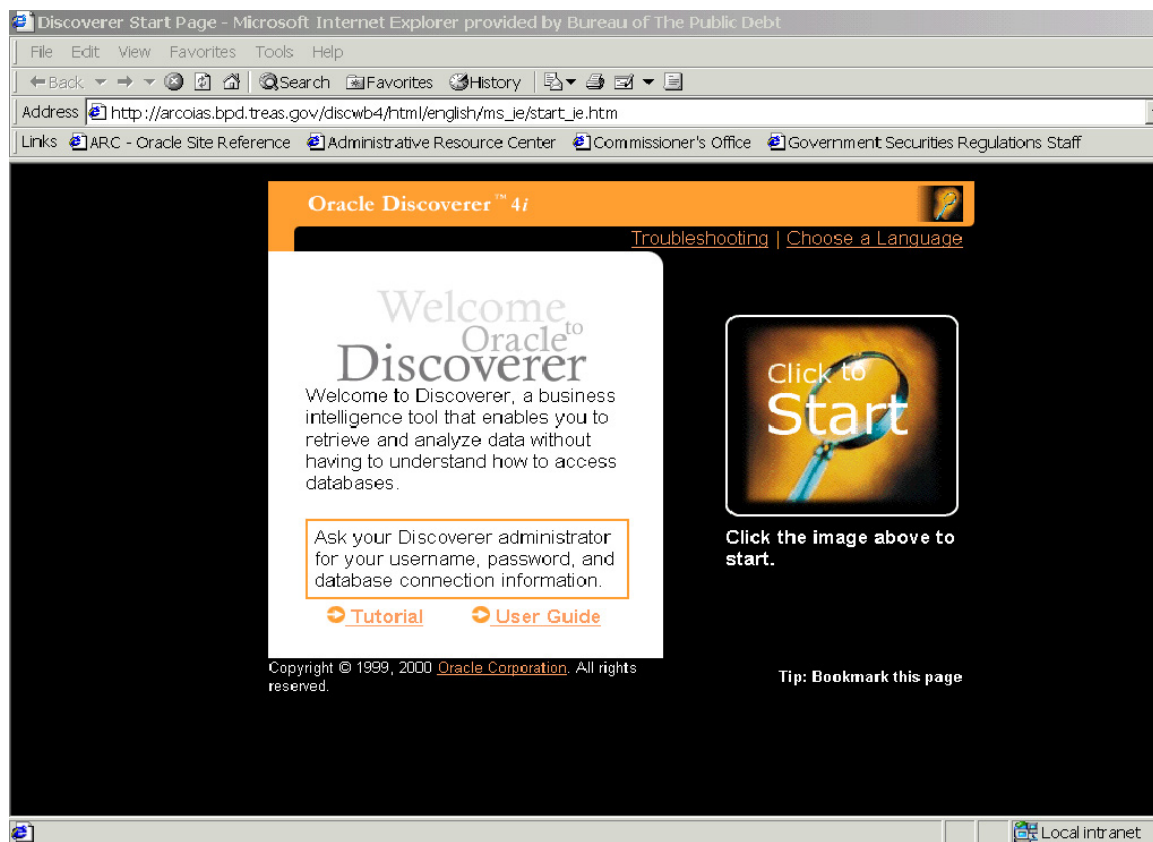 Discoverer Start Page - Microsoft Internet Explorer provided by Bureau of The Public Debt
File Edit View Favorites Tools Help
Back Search Favorites History
Address http://arcoias.bpd.treas.gov/discwb4/html/english/ms_ie/start_ie.htm
Links ARC - Oracle Site Reference Administrative Resource Center Commissioner's Office Government Securities Regulations Staff
Oracle Discoverer™ 4i
Troubleshooting | Choose a Language
Welcome
to
Oracle
Discoverer
Welcome to Discoverer, a business
intelligence tool that enables you to
retrieve and analyze data without
having to understand how to access
databases.
Ask your Discoverer administrator
for your username, password, and
database connection information.
Tutorial User Guide
Copyright © 1999, 2000 Oracle Corporation. All rights
reserved.
Click to
Start
Click the image above to
start.
Tip: Bookmark this page
Local intranet